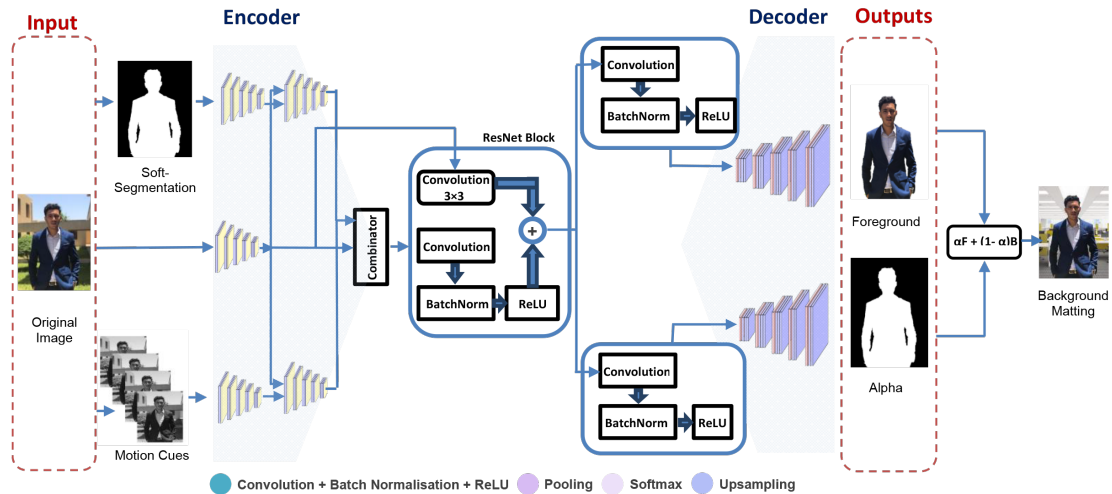 Input
Encoder
Decoder
Outputs
Soft-
Segmentation
Original
Image
Motion Cues
Combinator
ResNet Block
Convolution
3×3
Convolution
BatchNorm
ReLU
Convolution
BatchNorm
ReLU
Convolution
BatchNorm
ReLU
Foreground
Alpha
αF + (1- α)B
Background
Matting
Convolution + Batch Normalisation + ReLU
Pooling
Softmax
Upsampling